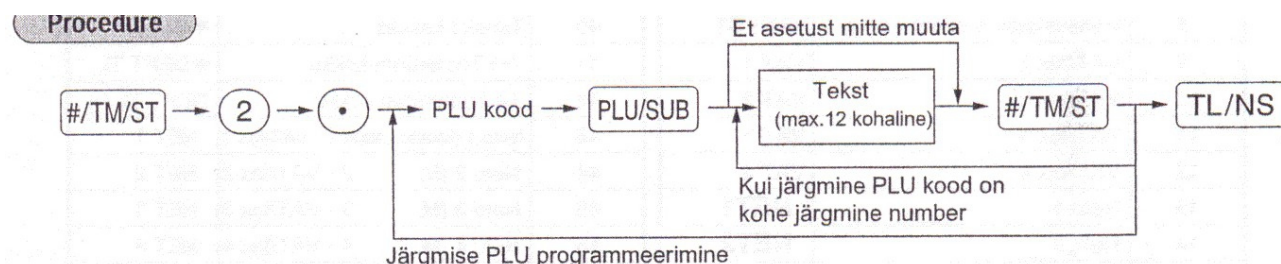 Procedure
Et asetust mitte muuta
#/TM/ST
2
•
PLU kood
PLU/SUB
Tekst
(max.12 kohaline)
#/TM/ST
TL/NS
Kui järgmine PLU kood on
kohe järgmine number
Järgmise PLU programmeerimine